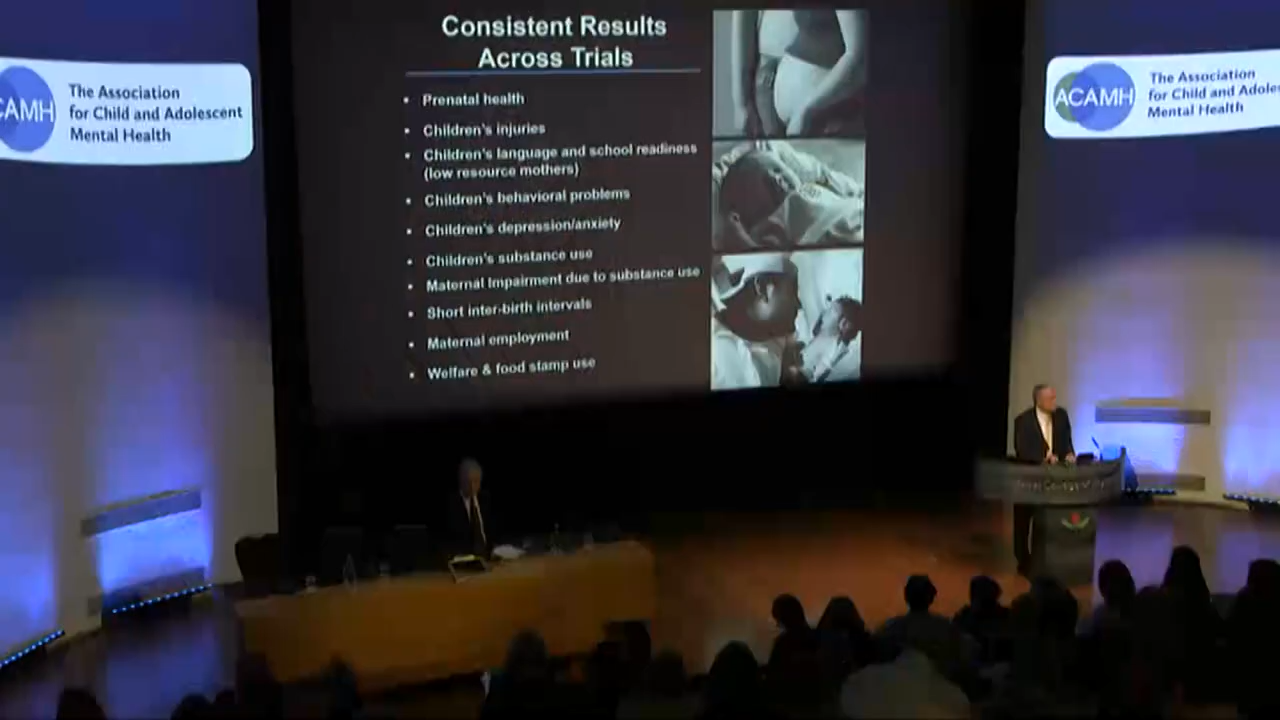 Consistent Results
Across Trials
• Prenatal health
• Children's injuries
• Children's language and school readiness
(low resource mothers)
• Children's behavioral problems
• Children's depression/anxiety
• Children's substance use
• Maternal Impairment due to substance use
• Short inter-birth intervals
• Maternal employment
• Welfare & food stamp use
CAMH
The Association
for Child and Adolescent
Mental Health
ACAMH
The Association
for Child and Adoles
Mental Health
College of